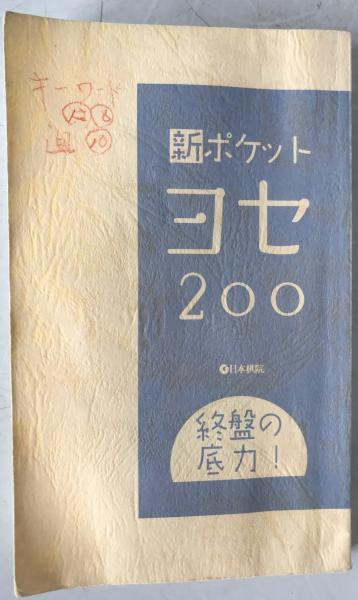 キーワード
新ポケット
ヨセ
200
日本棋院
終盤の
底力!